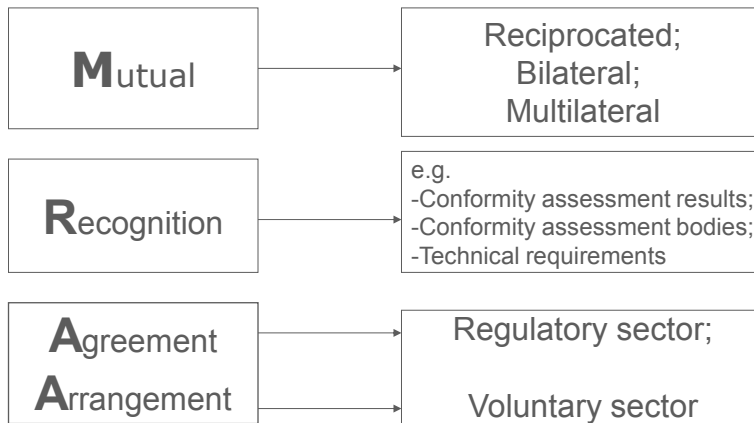 Mutual
Reciprocated;
Bilateral;
Multilateral
Recognition
e.g.
-Conformity assessment results;
-Conformity assessment bodies;
-Technical requirements
Agreement
Arrangement
Regulatory sector;
Voluntary sector